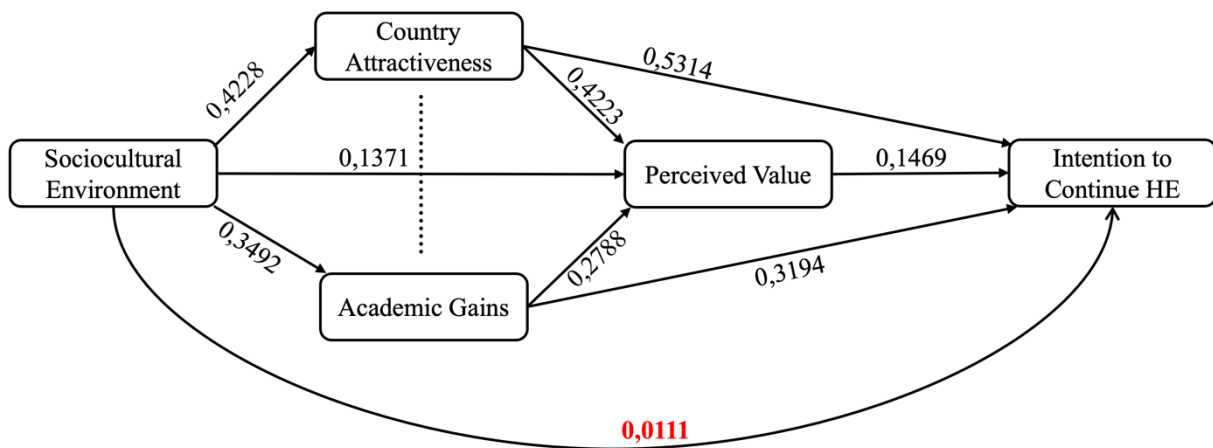 Country
Attractiveness
0,5314
0,4228
0,4223
Sociocultural
Environment
0,1371
Perceived Value
0,1469
Intention to
Continue HE
0,3492
0,2788
0,3194
Academic Gains
0,0111